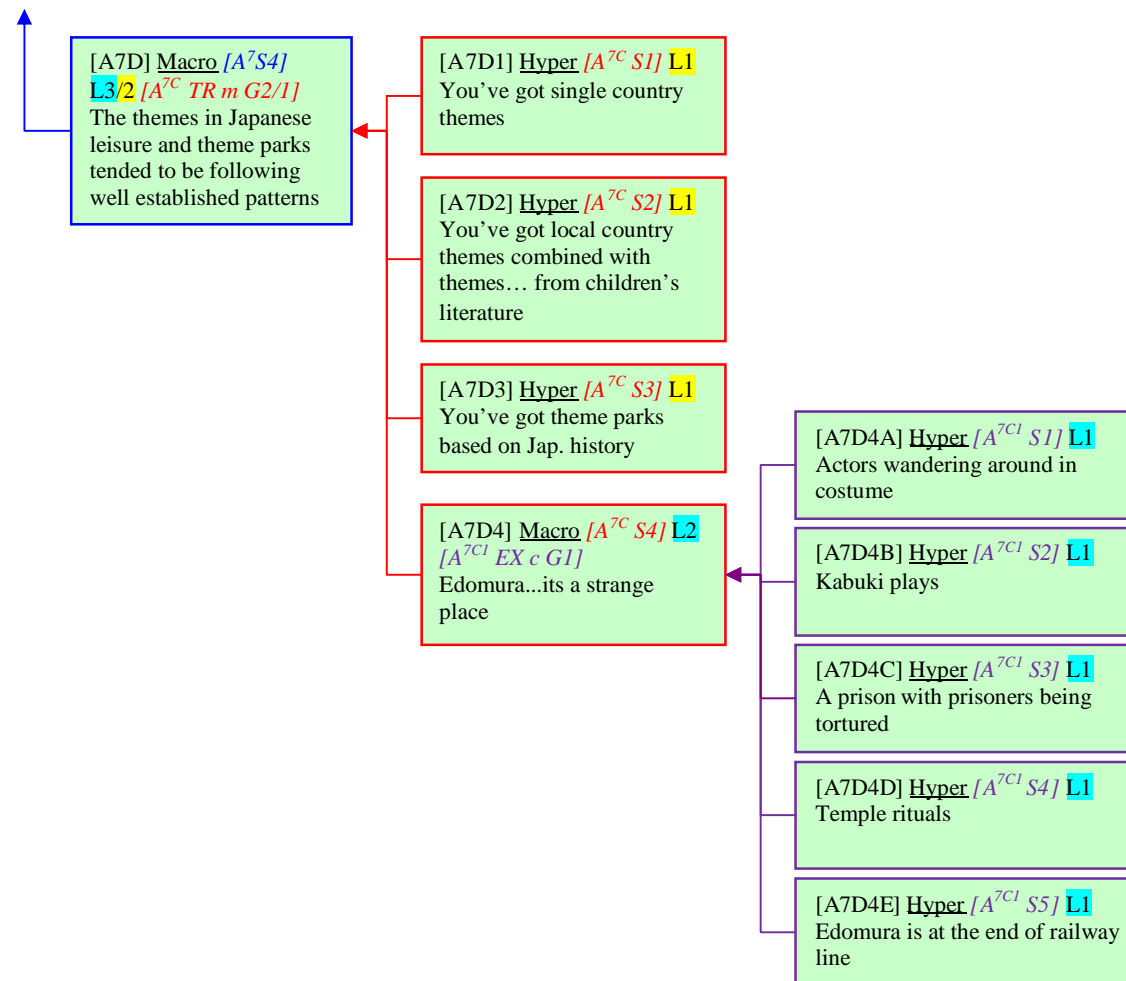 [A7D] Macro [A7S4]
L3/2 [A7C TR m G2/1]
The themes in Japanese
leisure and theme parks
tended to be following
well established patterns
[A7D1] Hyper [A7C S1] L1
You've got single country
themes
[A7D2] Hyper [A7C S2] L1
You've got local country
themes combined with
themes… from children's
literature
[A7D3] Hyper [A7C S3] L1
You've got theme parks
based on Jap. history
[A7D4] Macro [A7C S4] L2
[A7C1 EX c G1]
Edomura...its a strange
place
[A7D4A] Hyper [A7C1 S1] L1
Actors wandering around in
costume
[A7D4B] Hyper [A7C1 S2] L1
Kabuki plays
[A7D4C] Hyper [A7C1 S3] L1
A prison with prisoners being
tortured
[A7D4D] Hyper [A7C1 S4] L1
Temple rituals
[A7D4E] Hyper [A7C1 S5] L1
Edomura is at the end of railway
line